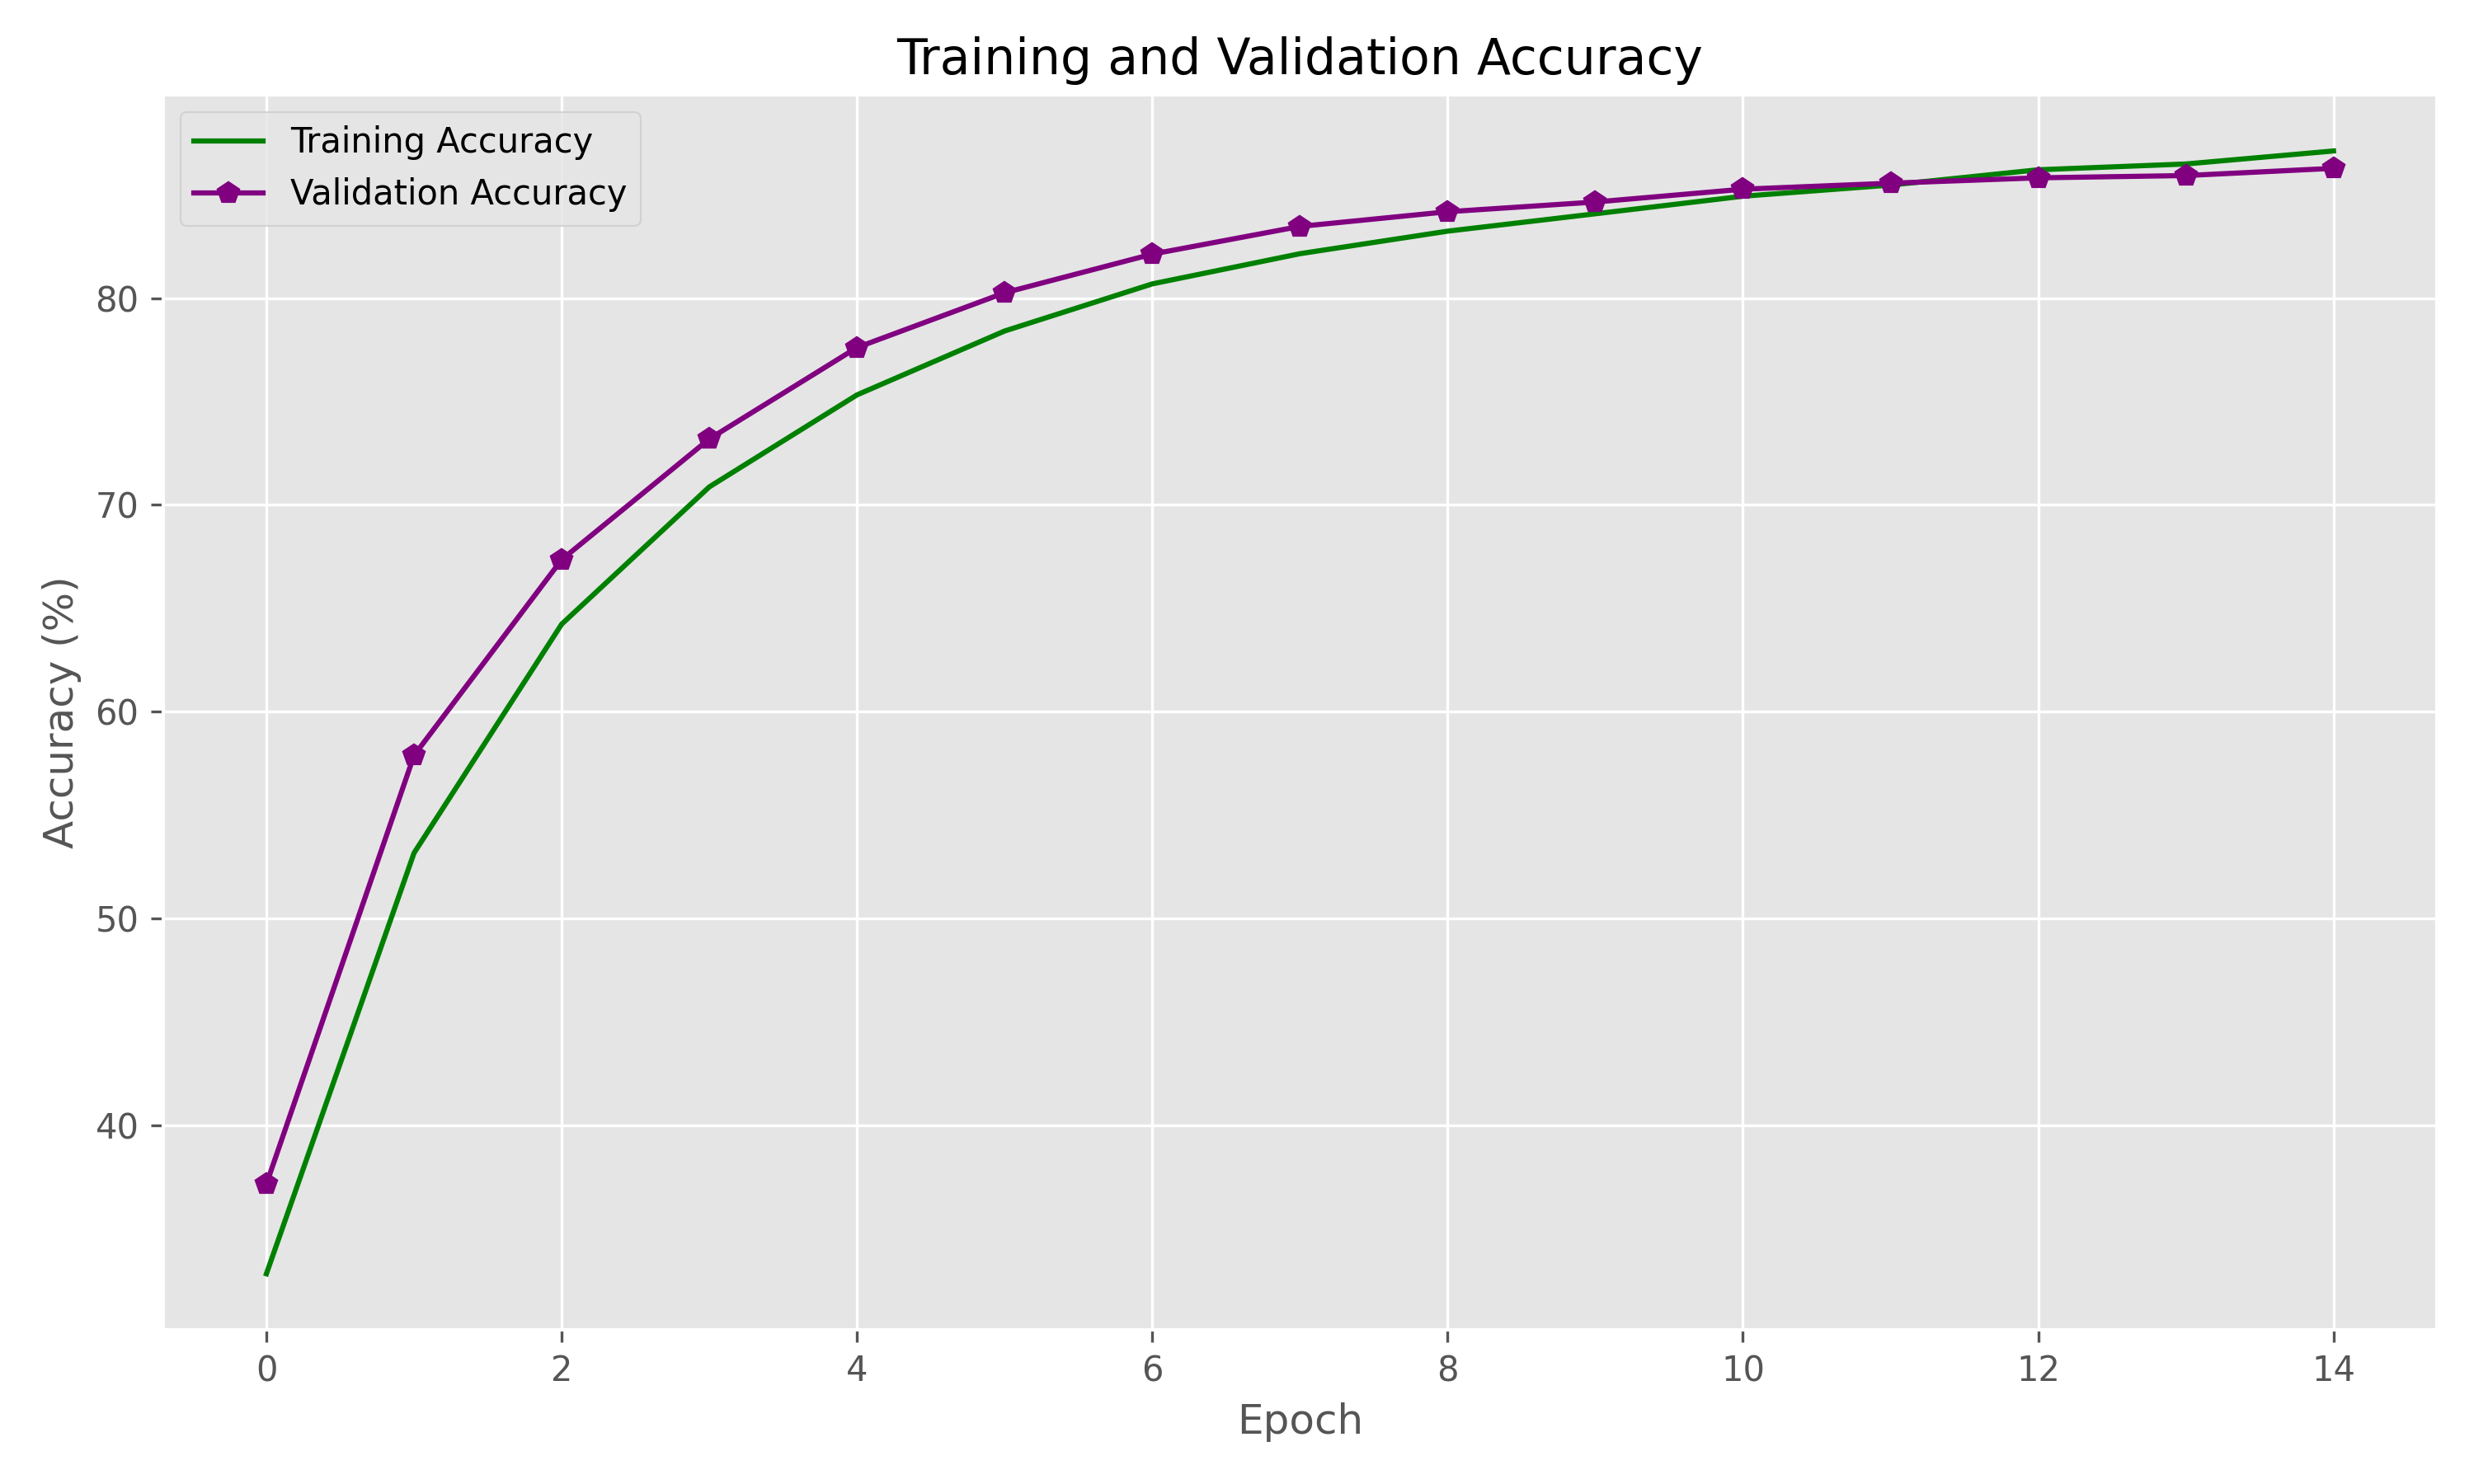 Training and Validation Accuracy
Training Accuracy
Validation Accuracy
80
70
60
50
40
Accuracy (%)
0 2 4 6 8 10 12 14
Epoch